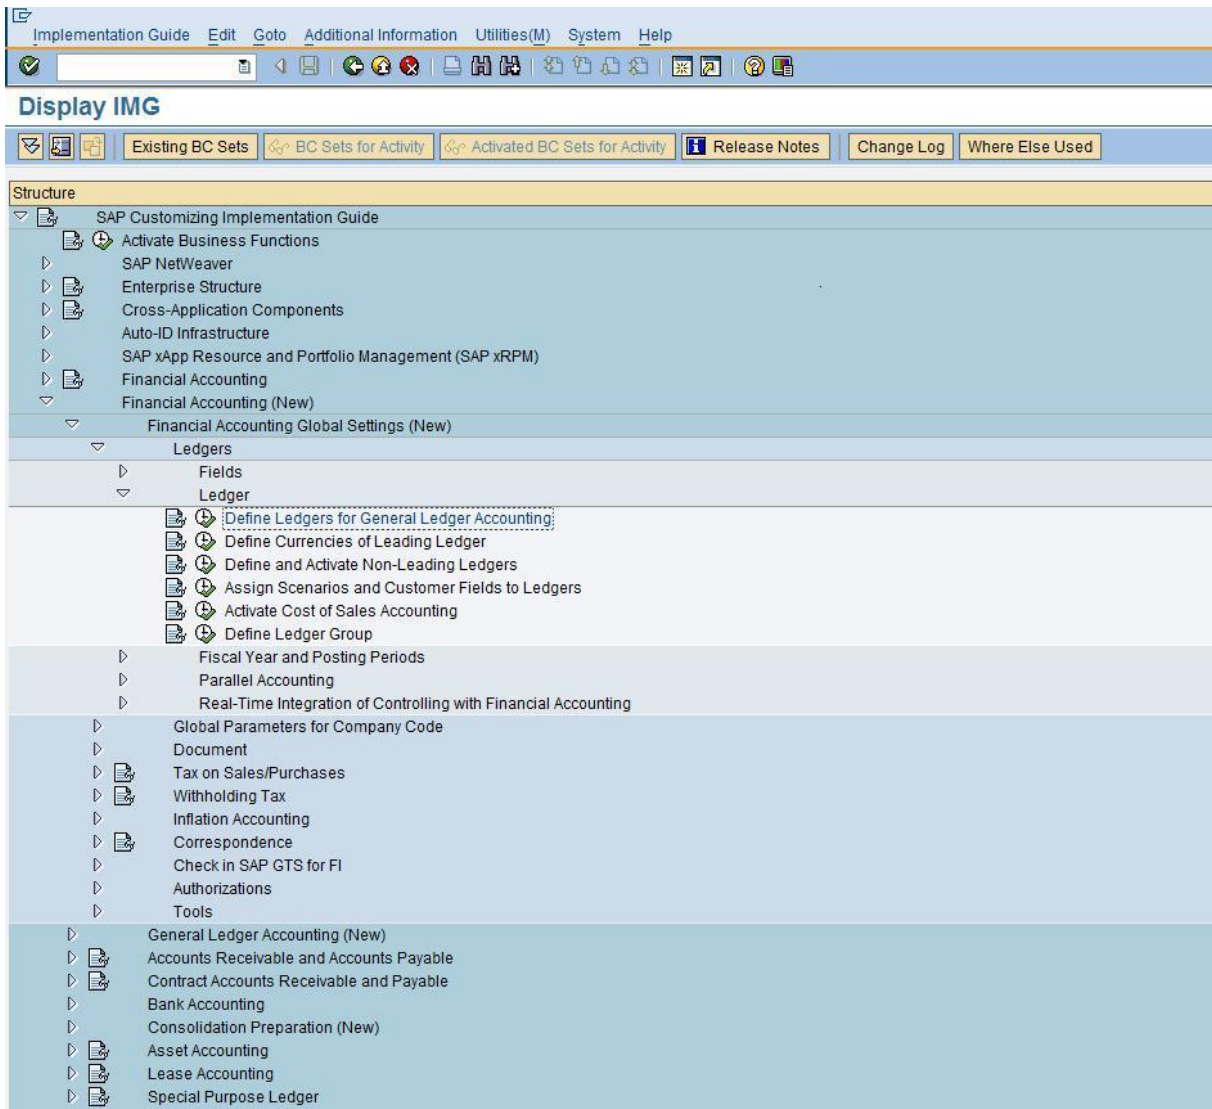 Implementation Guide Edit Goto Additional Information Utilities(M) System Help
Display IMG
Existing BC Sets BC Sets for Activity Activated BC Sets for Activity Release Notes Change Log Where Else Used
Structure
SAP Customizing Implementation Guide
Activate Business Functions
SAP NetWeaver
Enterprise Structure
Cross-Application Components
Auto-ID Infrastructure
SAP xApp Resource and Portfolio Management (SAP xRPM)
Financial Accounting
Financial Accounting (New)
Financial Accounting Global Settings (New)
Ledgers
Fields
Ledger
Define Ledgers for General Ledger Accounting
Define Currencies of Leading Ledger
Define and Activate Non-Leading Ledgers
Assign Scenarios and Customer Fields to Ledgers
Activate Cost of Sales Accounting
Define Ledger Group
Fiscal Year and Posting Periods
Parallel Accounting
Real-Time Integration of Controlling with Financial Accounting
Global Parameters for Company Code
Document
Tax on Sales/Purchases
Withholding Tax
Inflation Accounting
Correspondence
Check in SAP GTS for FI
Authorizations
Tools
General Ledger Accounting (New)
Accounts Receivable and Accounts Payable
Contract Accounts Receivable and Payable
Bank Accounting
Consolidation Preparation (New)
Asset Accounting
Lease Accounting
Special Purpose Ledger